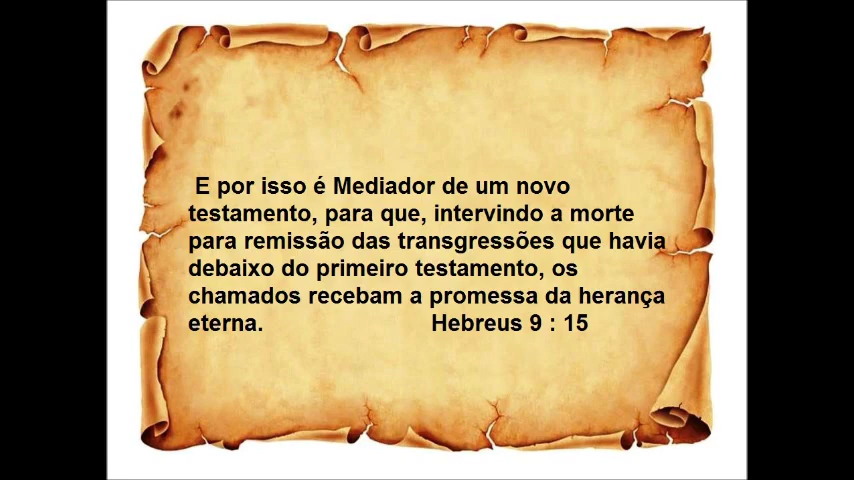 E por isso é Mediador de um novo
testamento, para que, intervindo a morte
para remissão das transgressões que havia
debaixo do primeiro testamento, os
chamados recebam a promessa da herança
eterna. Hebreus 9 : 15